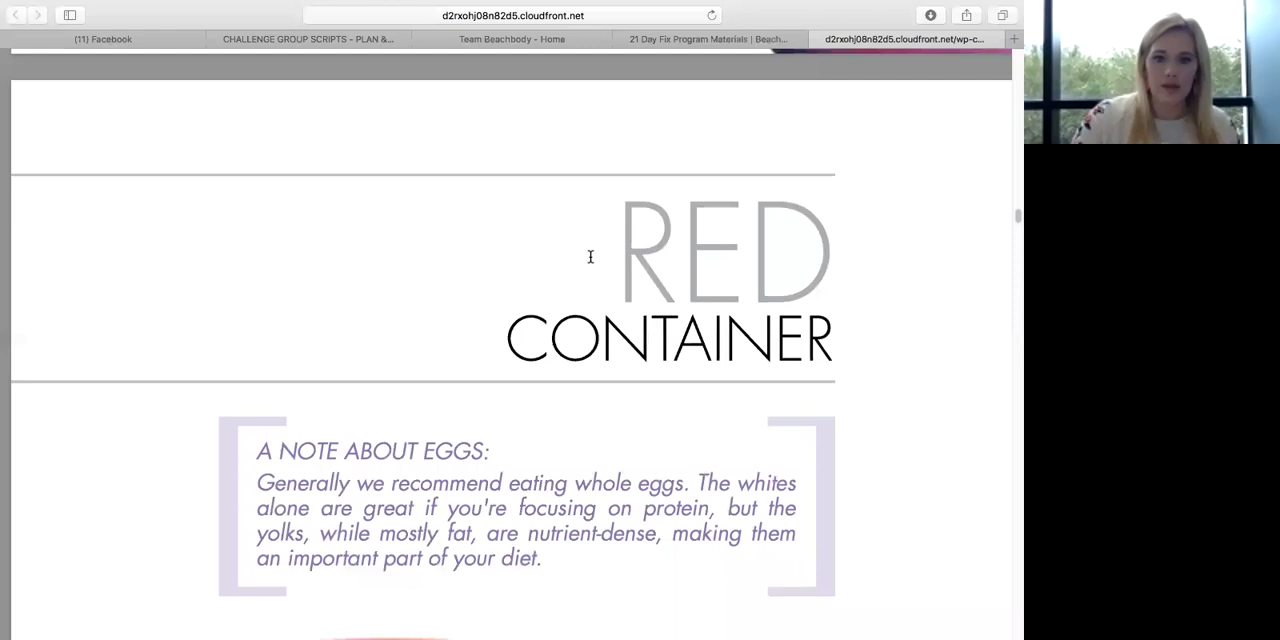 d2rxohj08n82d5.cloudfront.net
(11) Facebook
CHALLENGE GROUP SCRIPTS - PLAN &...
Team Beachbody - Home
21 Day Fix Program Materials | Beach...
d2rxohj08n82d5.cloudfront.net/wp-c...
RED
CONTAINER
A NOTE ABOUT EGGS:
Generally we recommend eating whole eggs. The whites
alone are great if you're focusing on protein, but the
yolks, while mostly fat, are nutrient-dense, making them
an important part of your diet.